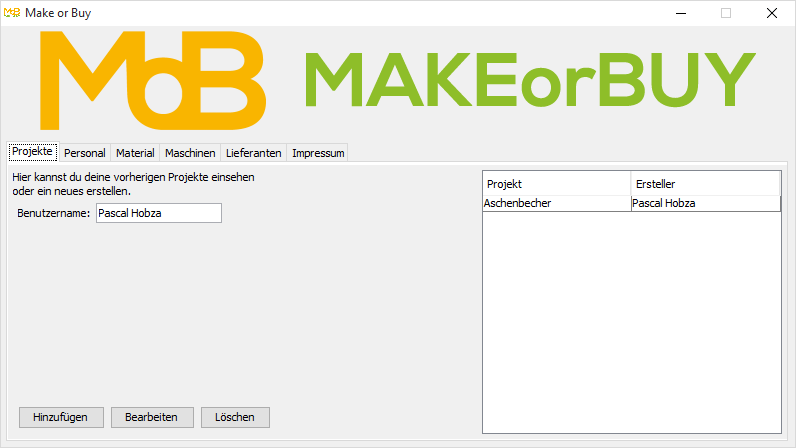 MoB Make or Buy
MoB MAKEorBUY
Projekte Personal Material Maschinen Lieferanten Impressum
Hier kannst du deine vorherigen Projekte einsehen
oder ein neues erstellen.
Benutzername: Pascal Hobza
Projekt Ersteller
Aschenbecher Pascal Hobza
Hinzufügen Bearbeiten Löschen